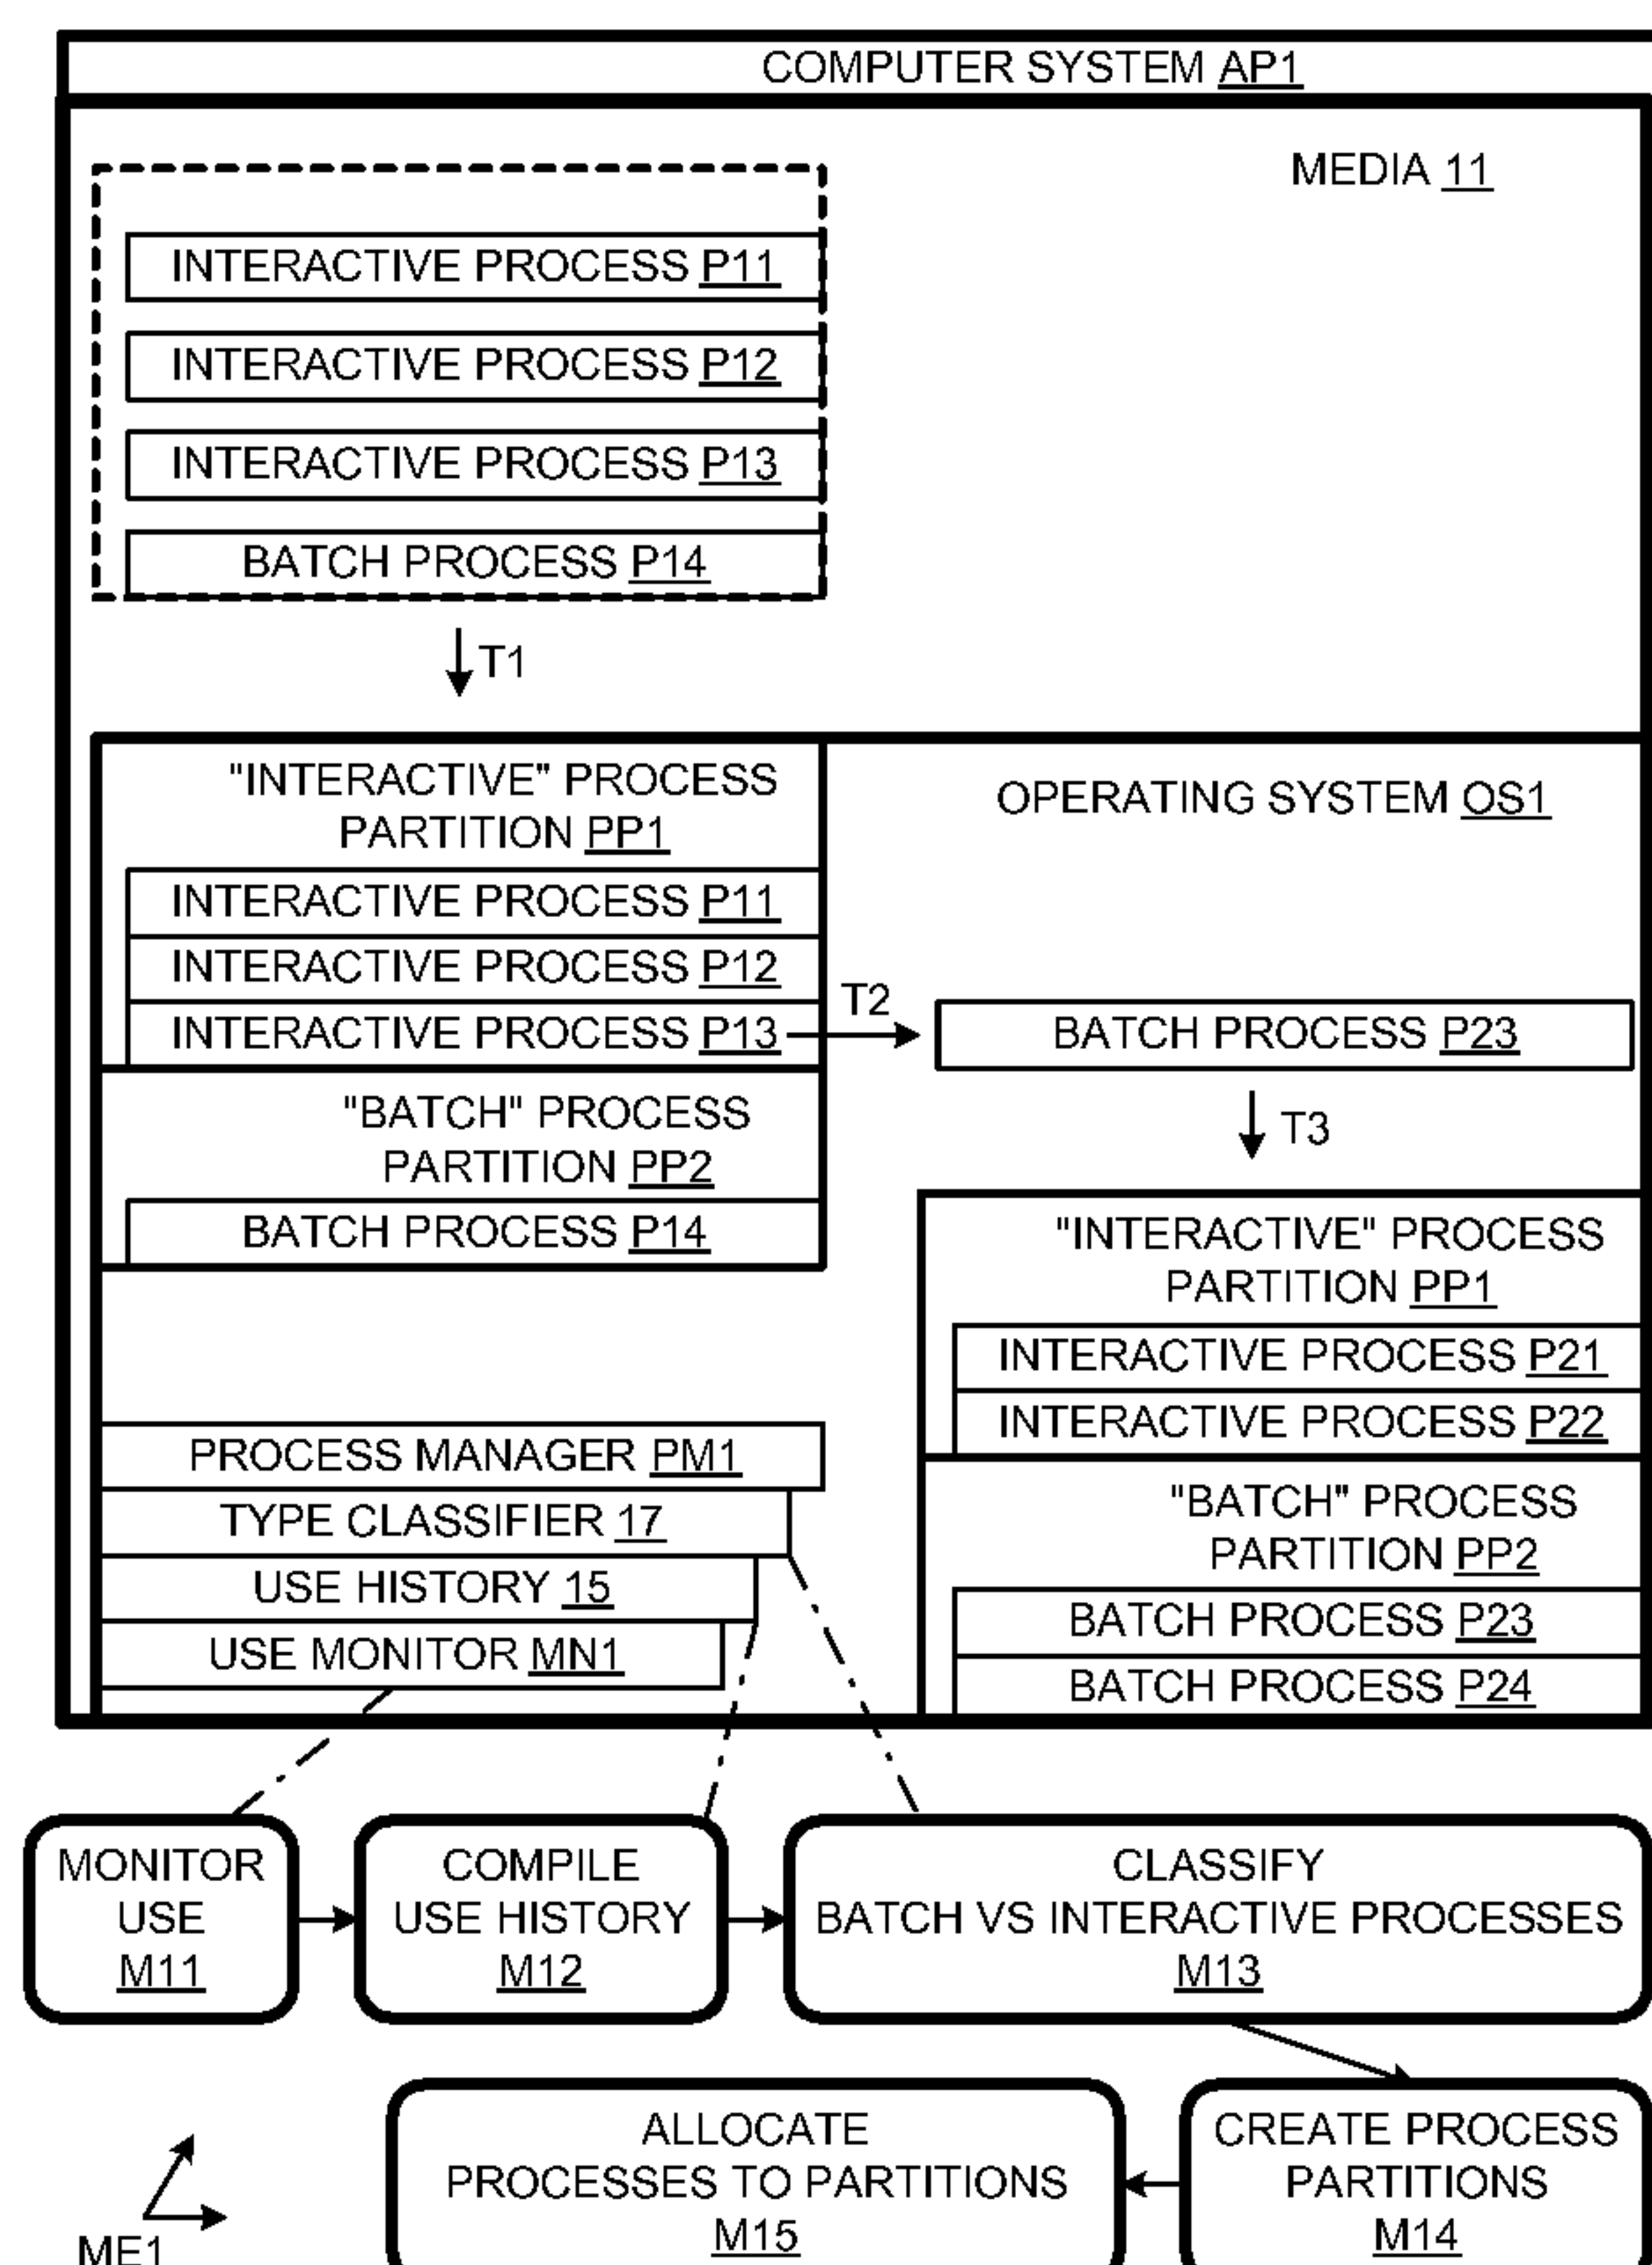 COMPUTER SYSTEM AP1
MEDIA 11
INTERACTIVE PROCESS P11
INTERACTIVE PROCESS P12
INTERACTIVE PROCESS P13
BATCH PROCESS P14
T1
"INTERACTIVE" PROCESS
PARTITION PP1
INTERACTIVE PROCESS P11
INTERACTIVE PROCESS P12
INTERACTIVE PROCESS P13
"BATCH" PROCESS
PARTITION PP2
BATCH PROCESS P14
OPERATING SYSTEM OS1
T2
BATCH PROCESS P23
T3
"INTERACTIVE" PROCESS
PARTITION PP1
INTERACTIVE PROCESS P21
INTERACTIVE PROCESS P22
"BATCH" PROCESS
PARTITION PP2
BATCH PROCESS P23
BATCH PROCESS P24
PROCESS MANAGER PM1
TYPE CLASSIFIER 17
USE HISTORY 15
USE MONITOR MN1
MONITOR
USE
M11
COMPILE
USE HISTORY
M12
CLASSIFY
BATCH VS INTERACTIVE PROCESSES
M13
CREATE PROCESS
PARTITIONS
M14
ALLOCATE
PROCESSES TO PARTITIONS
M15
ME1